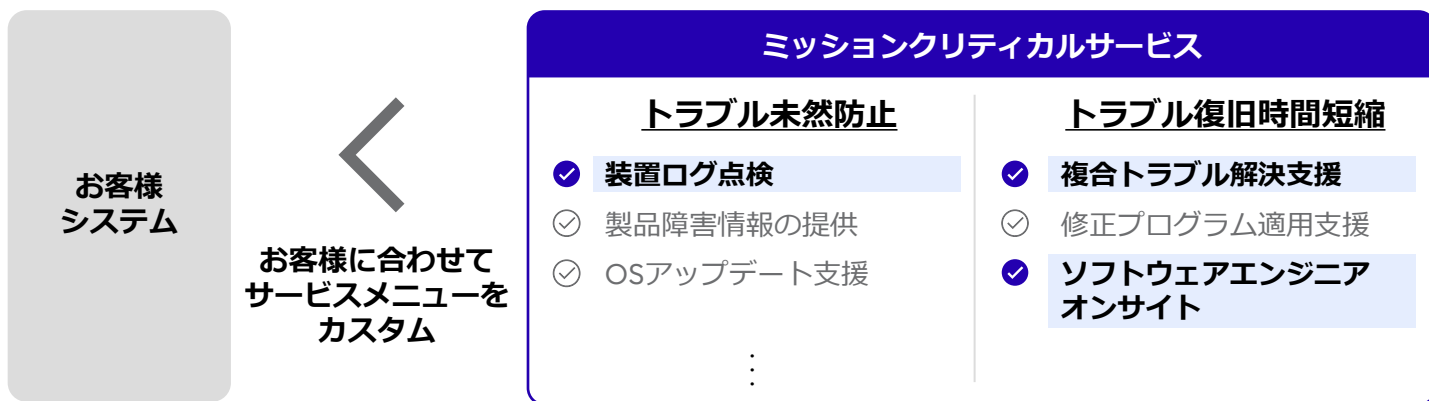 お客様
システム
お客様に合わせて
サービスメニューを
カスタム
ミッションクリティカルサービス
トラブル未然防止
装置ログ点検
製品障害情報の提供
OSアップデート支援
⋮
トラブル復旧時間短縮
複合トラブル解決支援
修正プログラム適用支援
ソフトウェアエンジニア
オンサイト